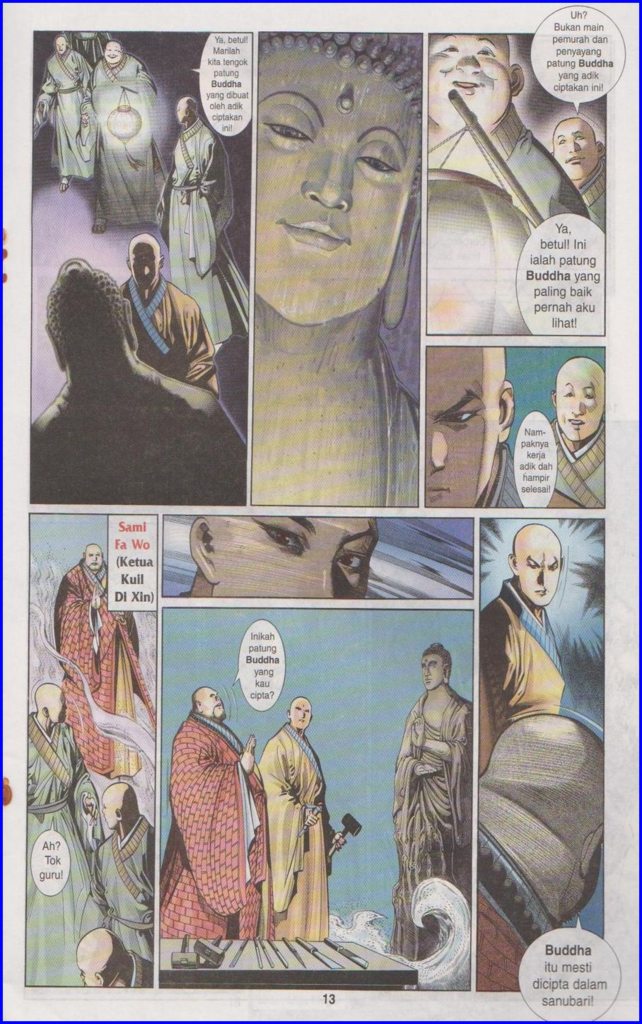 Ya, betul!
Marilah
kita tengok
patung
Buddha
yang dibuat
oleh adik
ciptakan
ini!
Uh?
Bukan main
pemurah dan
penyayang
patung Buddha
yang adik
ciptakan ini!
Ya,
betul! Ini
ialah patung
Buddha yang
paling baik
pernah aku
lihat!
Nam-
paknya
kerja
adik dah
hampir
selesai!
Sami
Fa Wo
(Ketua
Kuil
Di Xin)
Ah?
Tok
guru!
Inikah
patung
Buddha
yang
kau
cipta?
Buddha
itu mesti
dicipta dalam
sanubari!
13